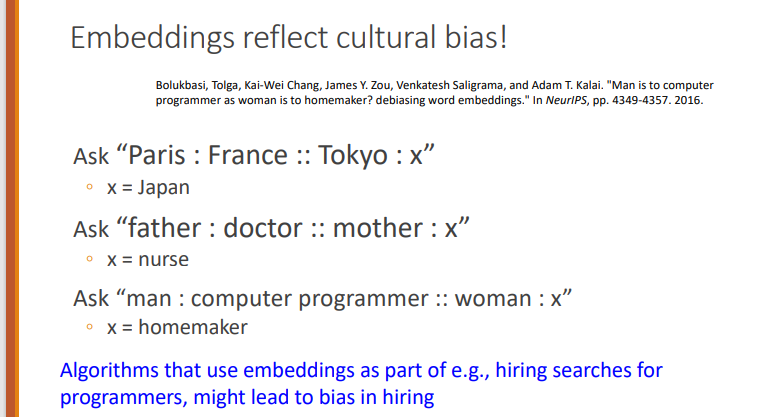 Embeddings reflect cultural bias!
Bolukbasi, Tolga, Kai-Wei Chang, James Y. Zou, Venkatesh Saligrama, and Adam T. Kalai. "Man is to computer
programmer as woman is to homemaker? debiasing word embeddings." In NeurIPS, pp. 4349-4357. 2016.
Ask “Paris : France :: Tokyo : x”
◦ x = Japan
Ask “father : doctor :: mother : x”
◦ x = nurse
Ask “man : computer programmer :: woman : x”
◦ x = homemaker
Algorithms that use embeddings as part of e.g., hiring searches for
programmers, might lead to bias in hiring